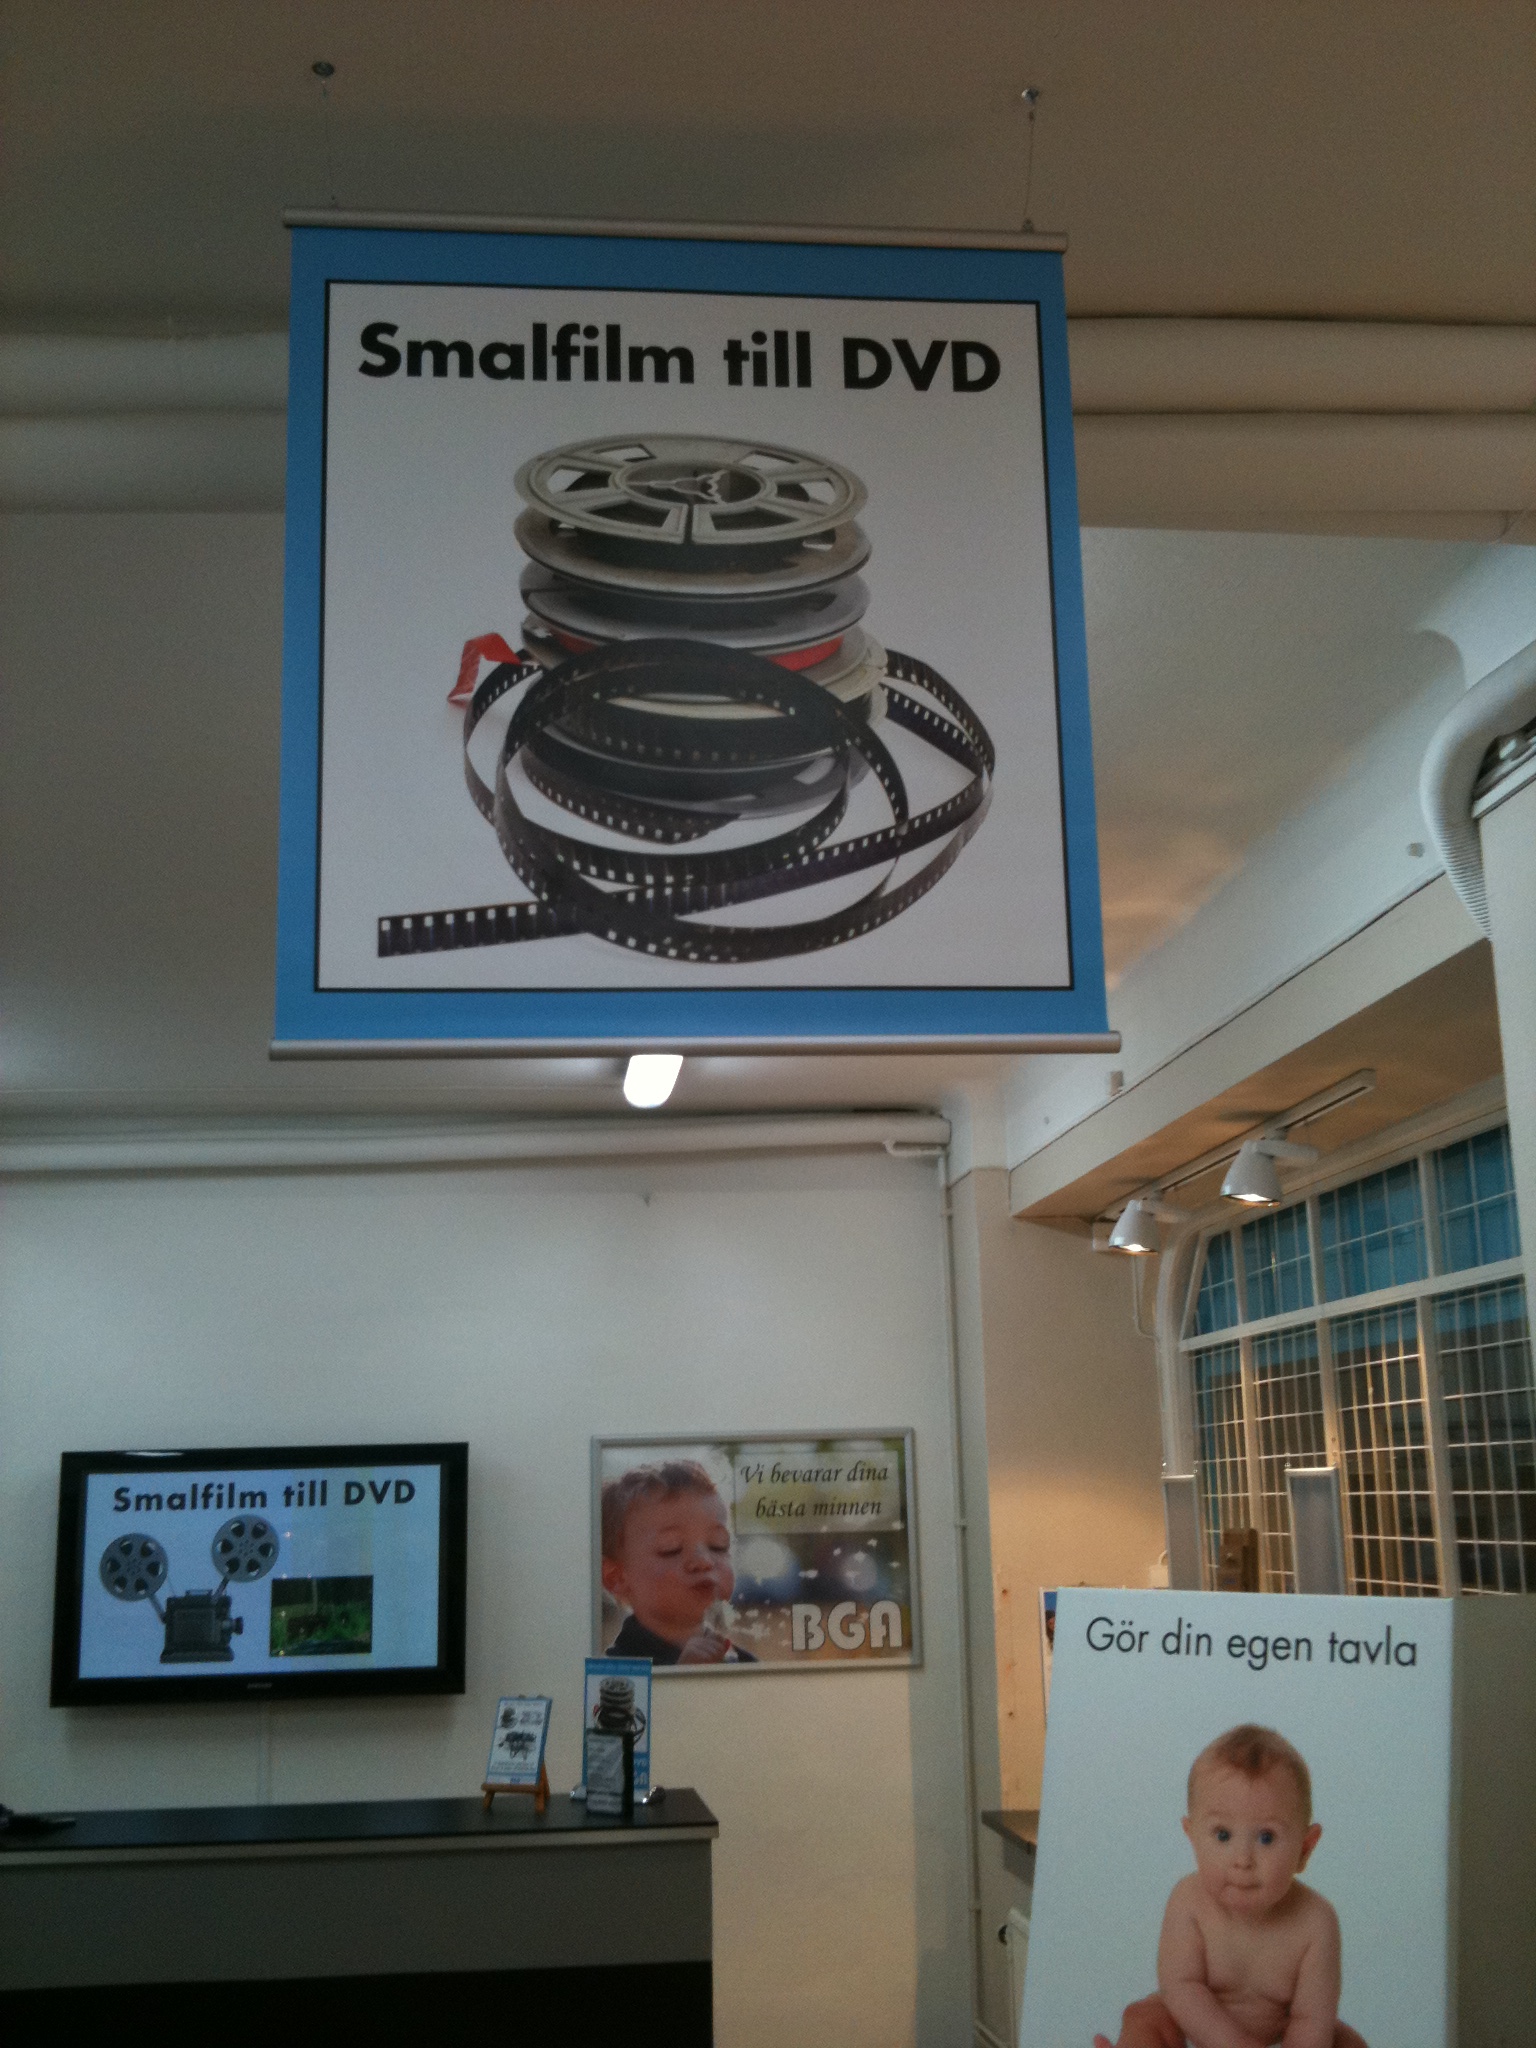 Smalfilm till DVD
Smalfilm till DVD
Vi bevarar dina
bästa minnen
BGA
Gör din egen tavla